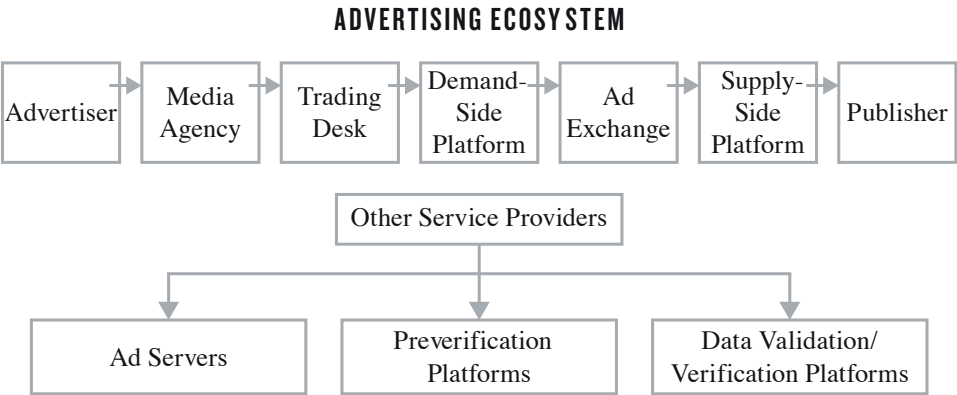 ADVERTISING ECOSYSTEM
Advertiser
Media
Agency
Trading
Desk
Demand-
Side
Platform
Ad
Exchange
Supply-
Side
Platform
Publisher
Other Service Providers
Ad Servers
Preverification
Platforms
Data Validation/
Verification Platforms